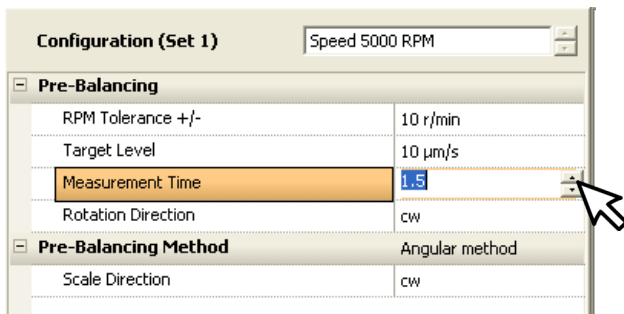 Configuration (Set 1) Speed 5000 RPM
Pre-Balancing
RPM Tolerance +/- 10 r/min
Target Level 10 µm/s
Measurement Time 1.5
Rotation Direction cw
Pre-Balancing Method Angular method
Scale Direction cw